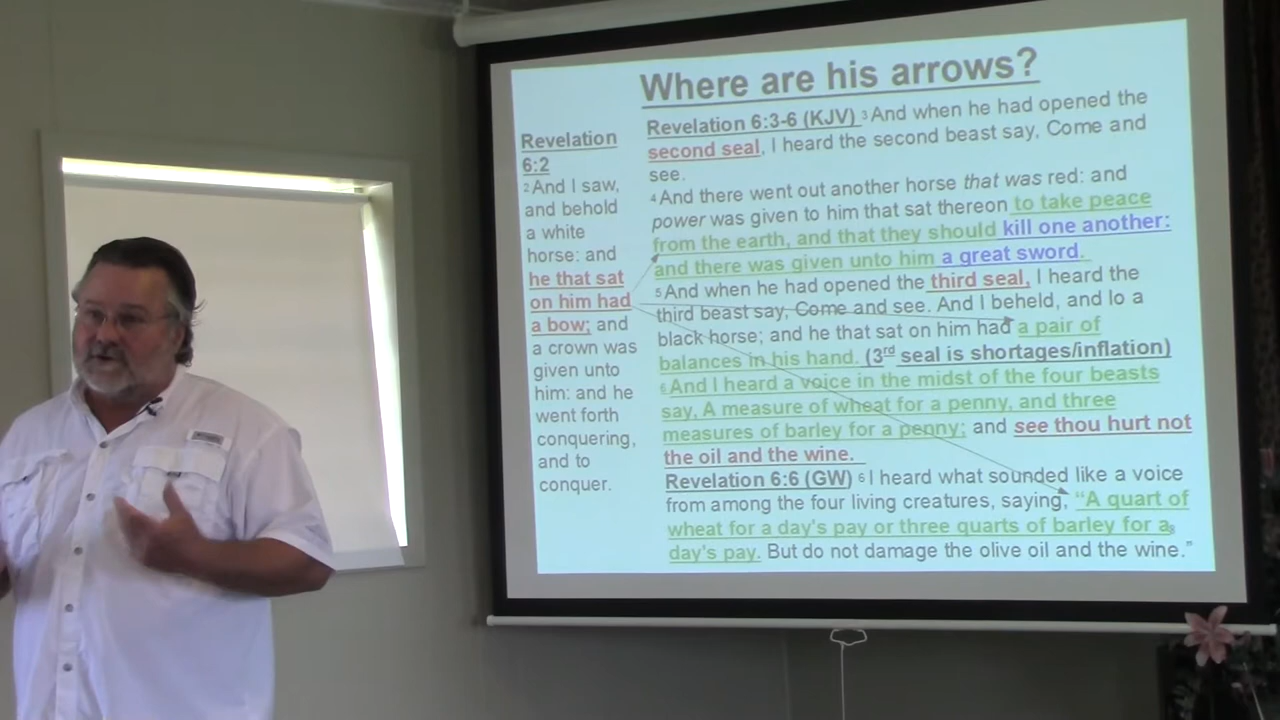 Where are his arrows?
Revelation
6:2
2 And I saw,
and behold
a white
horse: and
he that sat
on him had
a bow; and
a crown was
given unto
him: and he
went forth
conquering,
and to
conquer.
Revelation 6:3-6 (KJV) 3 And when he had opened the
second seal, I heard the second beast say, Come and
see.
4 And there went out another horse that was red: and
power was given to him that sat thereon to take peace
from the earth, and that they should kill one another:
and there was given unto him a great sword.
5 And when he had opened the third seal, I heard the
third beast say, Come and see. And I beheld, and lo a
black horse; and he that sat on him had a pair of
balances in his hand. (3rd seal is shortages/inflation)
6 And I heard a voice in the midst of the four beasts
say, A measure of wheat for a penny, and three
measures of barley for a penny; and see thou hurt not
the oil and the wine.
Revelation 6:6 (GW) 6 I heard what sounded like a voice
from among the four living creatures, saying, “A quart of
wheat for a day's pay or three quarts of barley for a
day's pay. But do not damage the olive oil and the wine.”